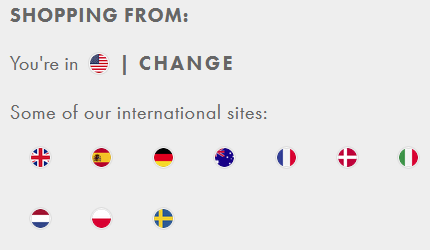 SHOPPING FROM:
You're in | CHANGE
Some of our international sites: